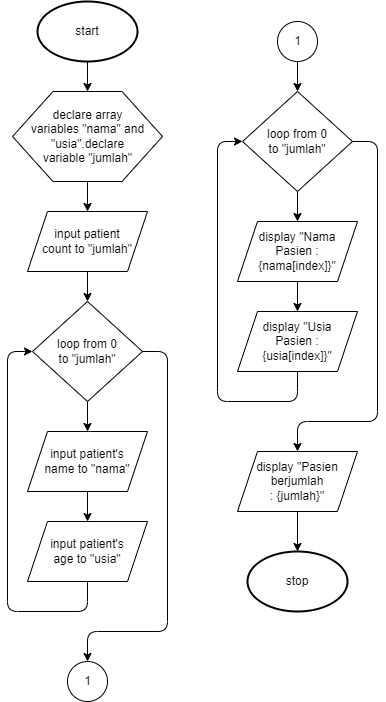 start
declare array
variables "nama" and
"usia".declare
variable "jumlah"
input patient
count to "jumlah"
loop from 0
to "jumlah"
input patient's
name to "nama"
input patient's
age to "usia"
1
1
loop from 0
to "jumlah"
display "Nama
Pasien :
{nama[index]}"
display "Usia
Pasien :
{usia[index]}"
display "Pasien
berjumlah
: {jumlah}"
stop